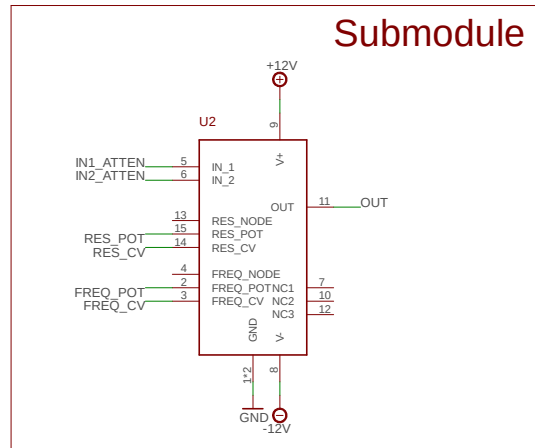 Submodule
+12V
9
U2
V+
IN1_ATTEN 5 IN_1
IN2_ATTEN 6 IN_2
OUT 11 OUT
13 RES_NODE
RES_POT 15 RES_POT
RES_CV 14 RES_CV
4 FREQ_NODE
FREQ_POT 2 FREQ_POT NC1 7
FREQ_CV 3 FREQ_CV NC2 10
NC3 12
GND V-
1*2 8
GND
-12V